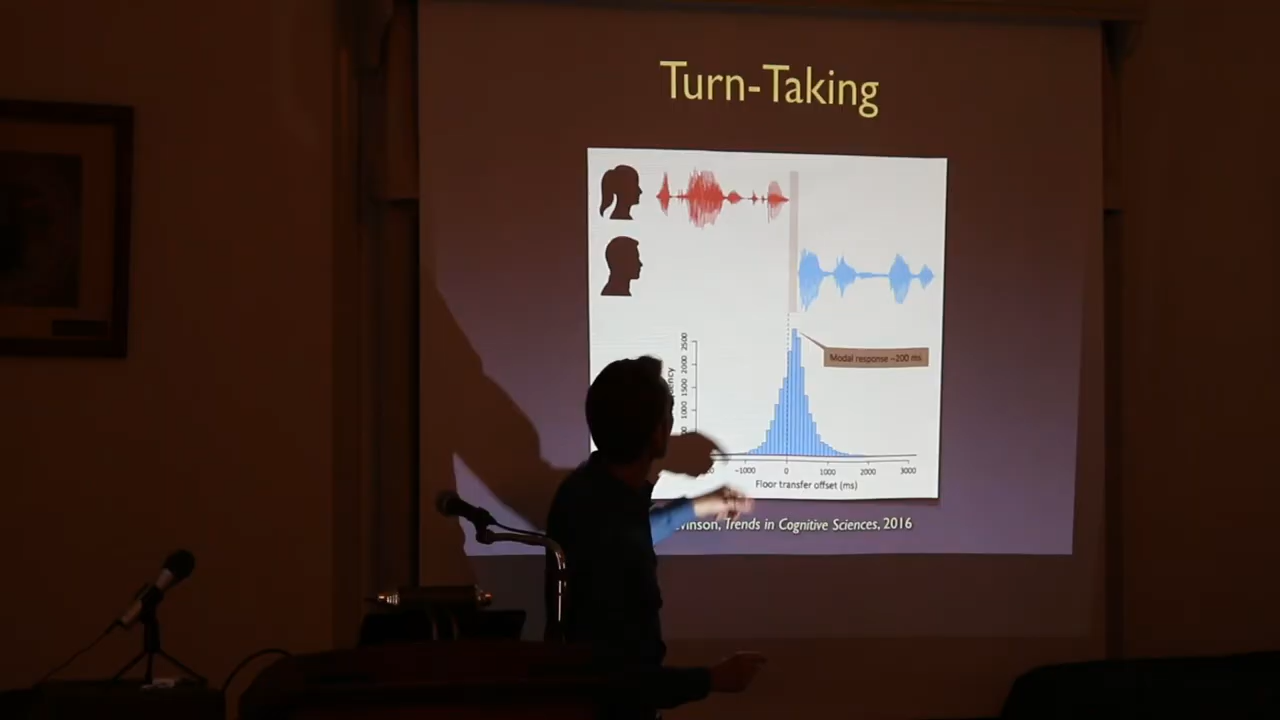 Turn-Taking
2500
2000
1500
1000
Modal response ~200 ms
-1000 0 1000 2000 3000
Floor transfer offset (ms)
Trends in Cognitive Sciences, 2016